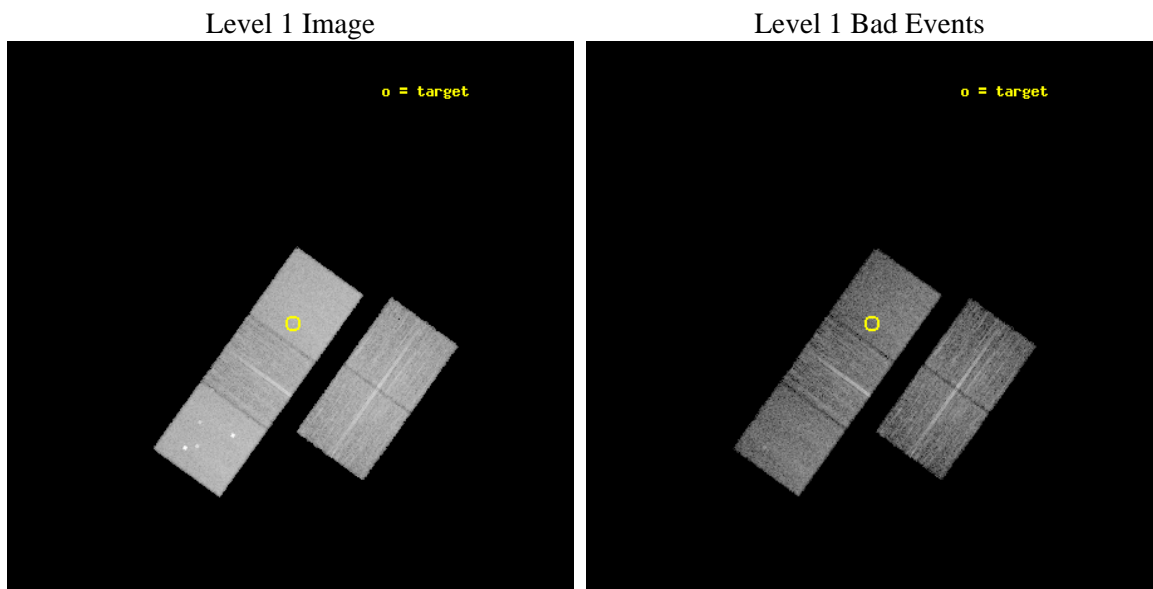 Level 1 Image
Level 1 Bad Events
o = target
o = target